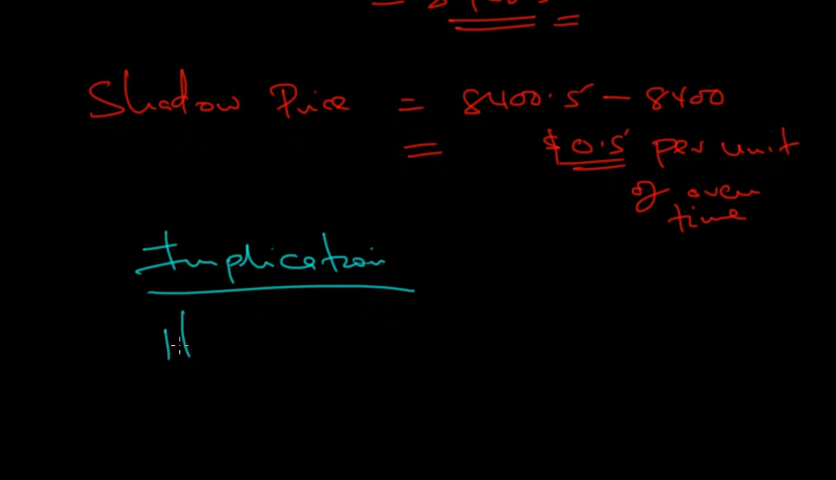 Shadow Price = 8400.5 - 8400
= $0.5 per unit
of over
time
Implication